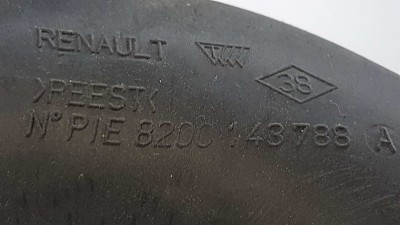 RENAULT
38
>PEEST<
N° PIE 8200 143788 A